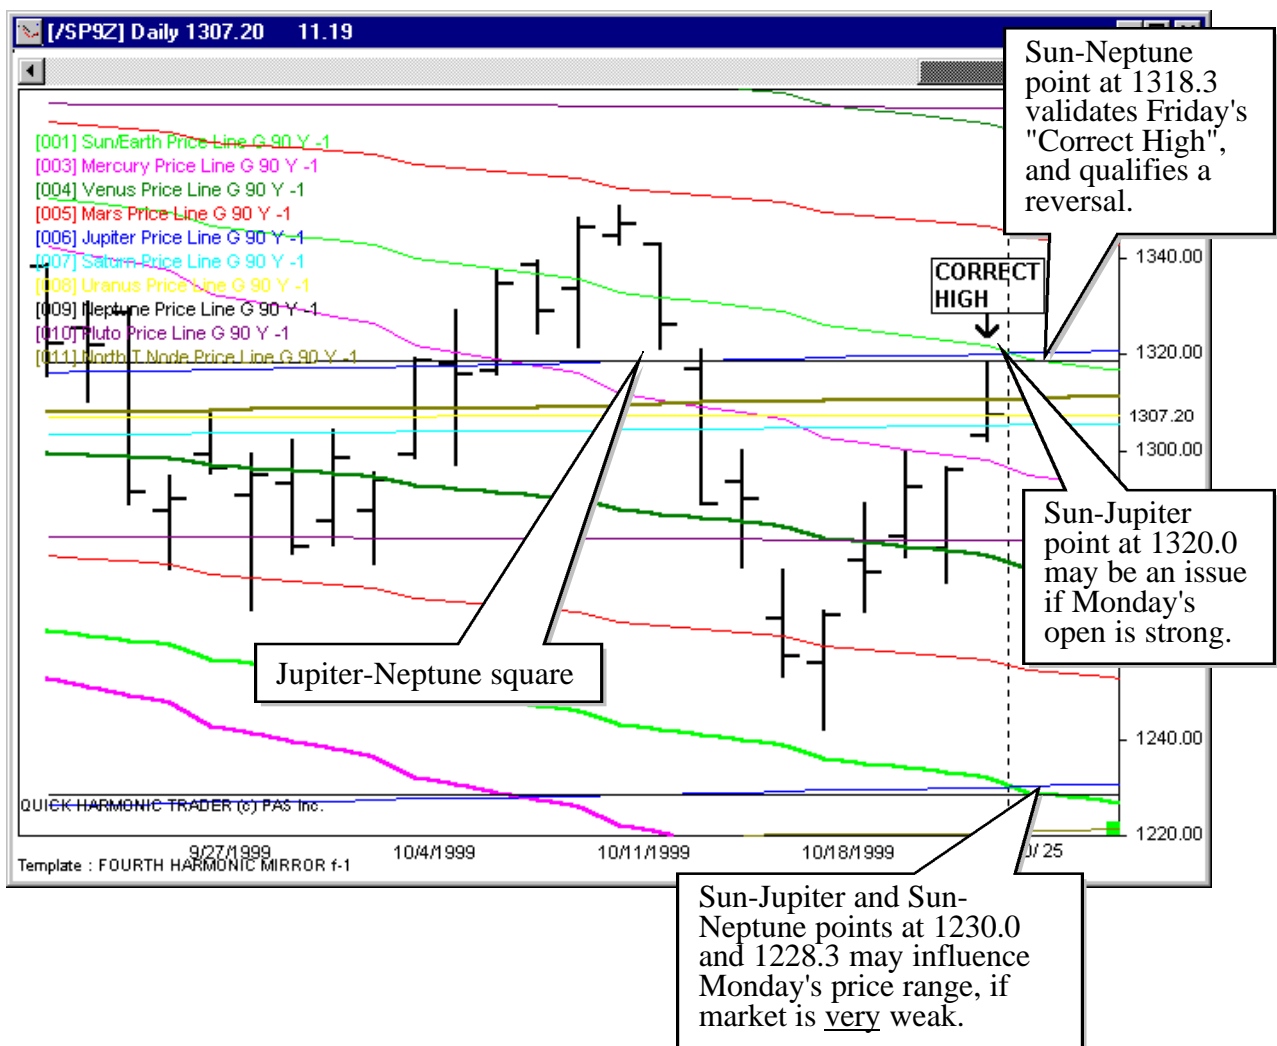 [/SP9Z] Daily 1307.20 11.19
Sun-Neptune
point at 1318.3
validates Friday's
"Correct High",
and qualifies a
reversal.
[001] Sun/Earth Price Line G 90 Y -1
[003] Mercury Price Line G 90 Y -1
[004] Venus Price Line G 90 Y -1
[005] Mars Price Line G 90 Y -1
[006] Jupiter Price Line G 90 Y -1
[007] Saturn Price Line G 90 Y -1
[008] Uranus Price Line G 90 Y -1
[009] Neptune Price Line G 90 Y -1
[010] Pluto Price Line G 90 Y -1
[011] North T Node Price Line G 90 Y -1
CORRECT
HIGH
1340.00
1320.00
1307.20
1300.00
Sun-Jupiter
point at 1320.0
may be an issue
if Monday's
open is strong.
Jupiter-Neptune square
1240.00
1220.00
QUICK HARMONIC TRADER (c) PAS Inc.
9/27/1999 10/4/1999 10/11/1999 10/18/1999 0/ 25
Template : FOURTH HARMONIC MIRROR f-1
Sun-Jupiter and Sun-
Neptune points at 1230.0
and 1228.3 may influence
Monday's price range, if
market is very weak.